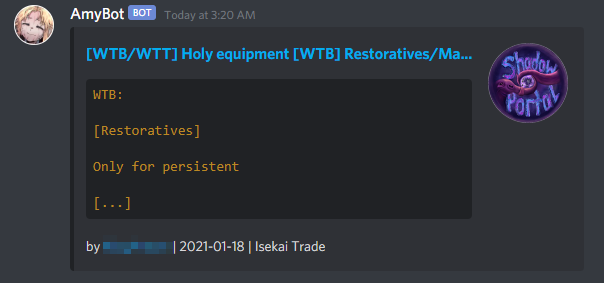 AmyBot BOT Today at 3:20 AM
[WTB/WTT] Holy equipment [WTB] Restoratives/Ma...
Shadow
Portal
WTB:
[Restoratives]
Only for persistent
[...]
by | 2021-01-18 | Isekai Trade